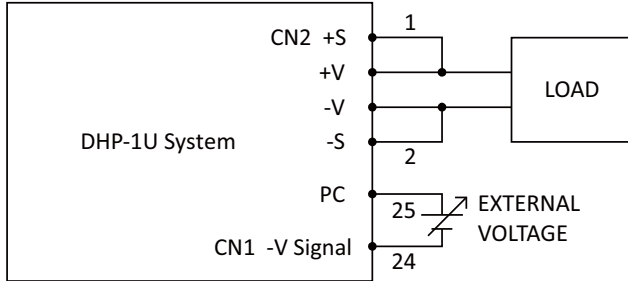 CN2 +S 1
+V
-V
-S
2
LOAD
DHP-1U System
PC
25
EXTERNAL
VOLTAGE
CN1 -V Signal
24